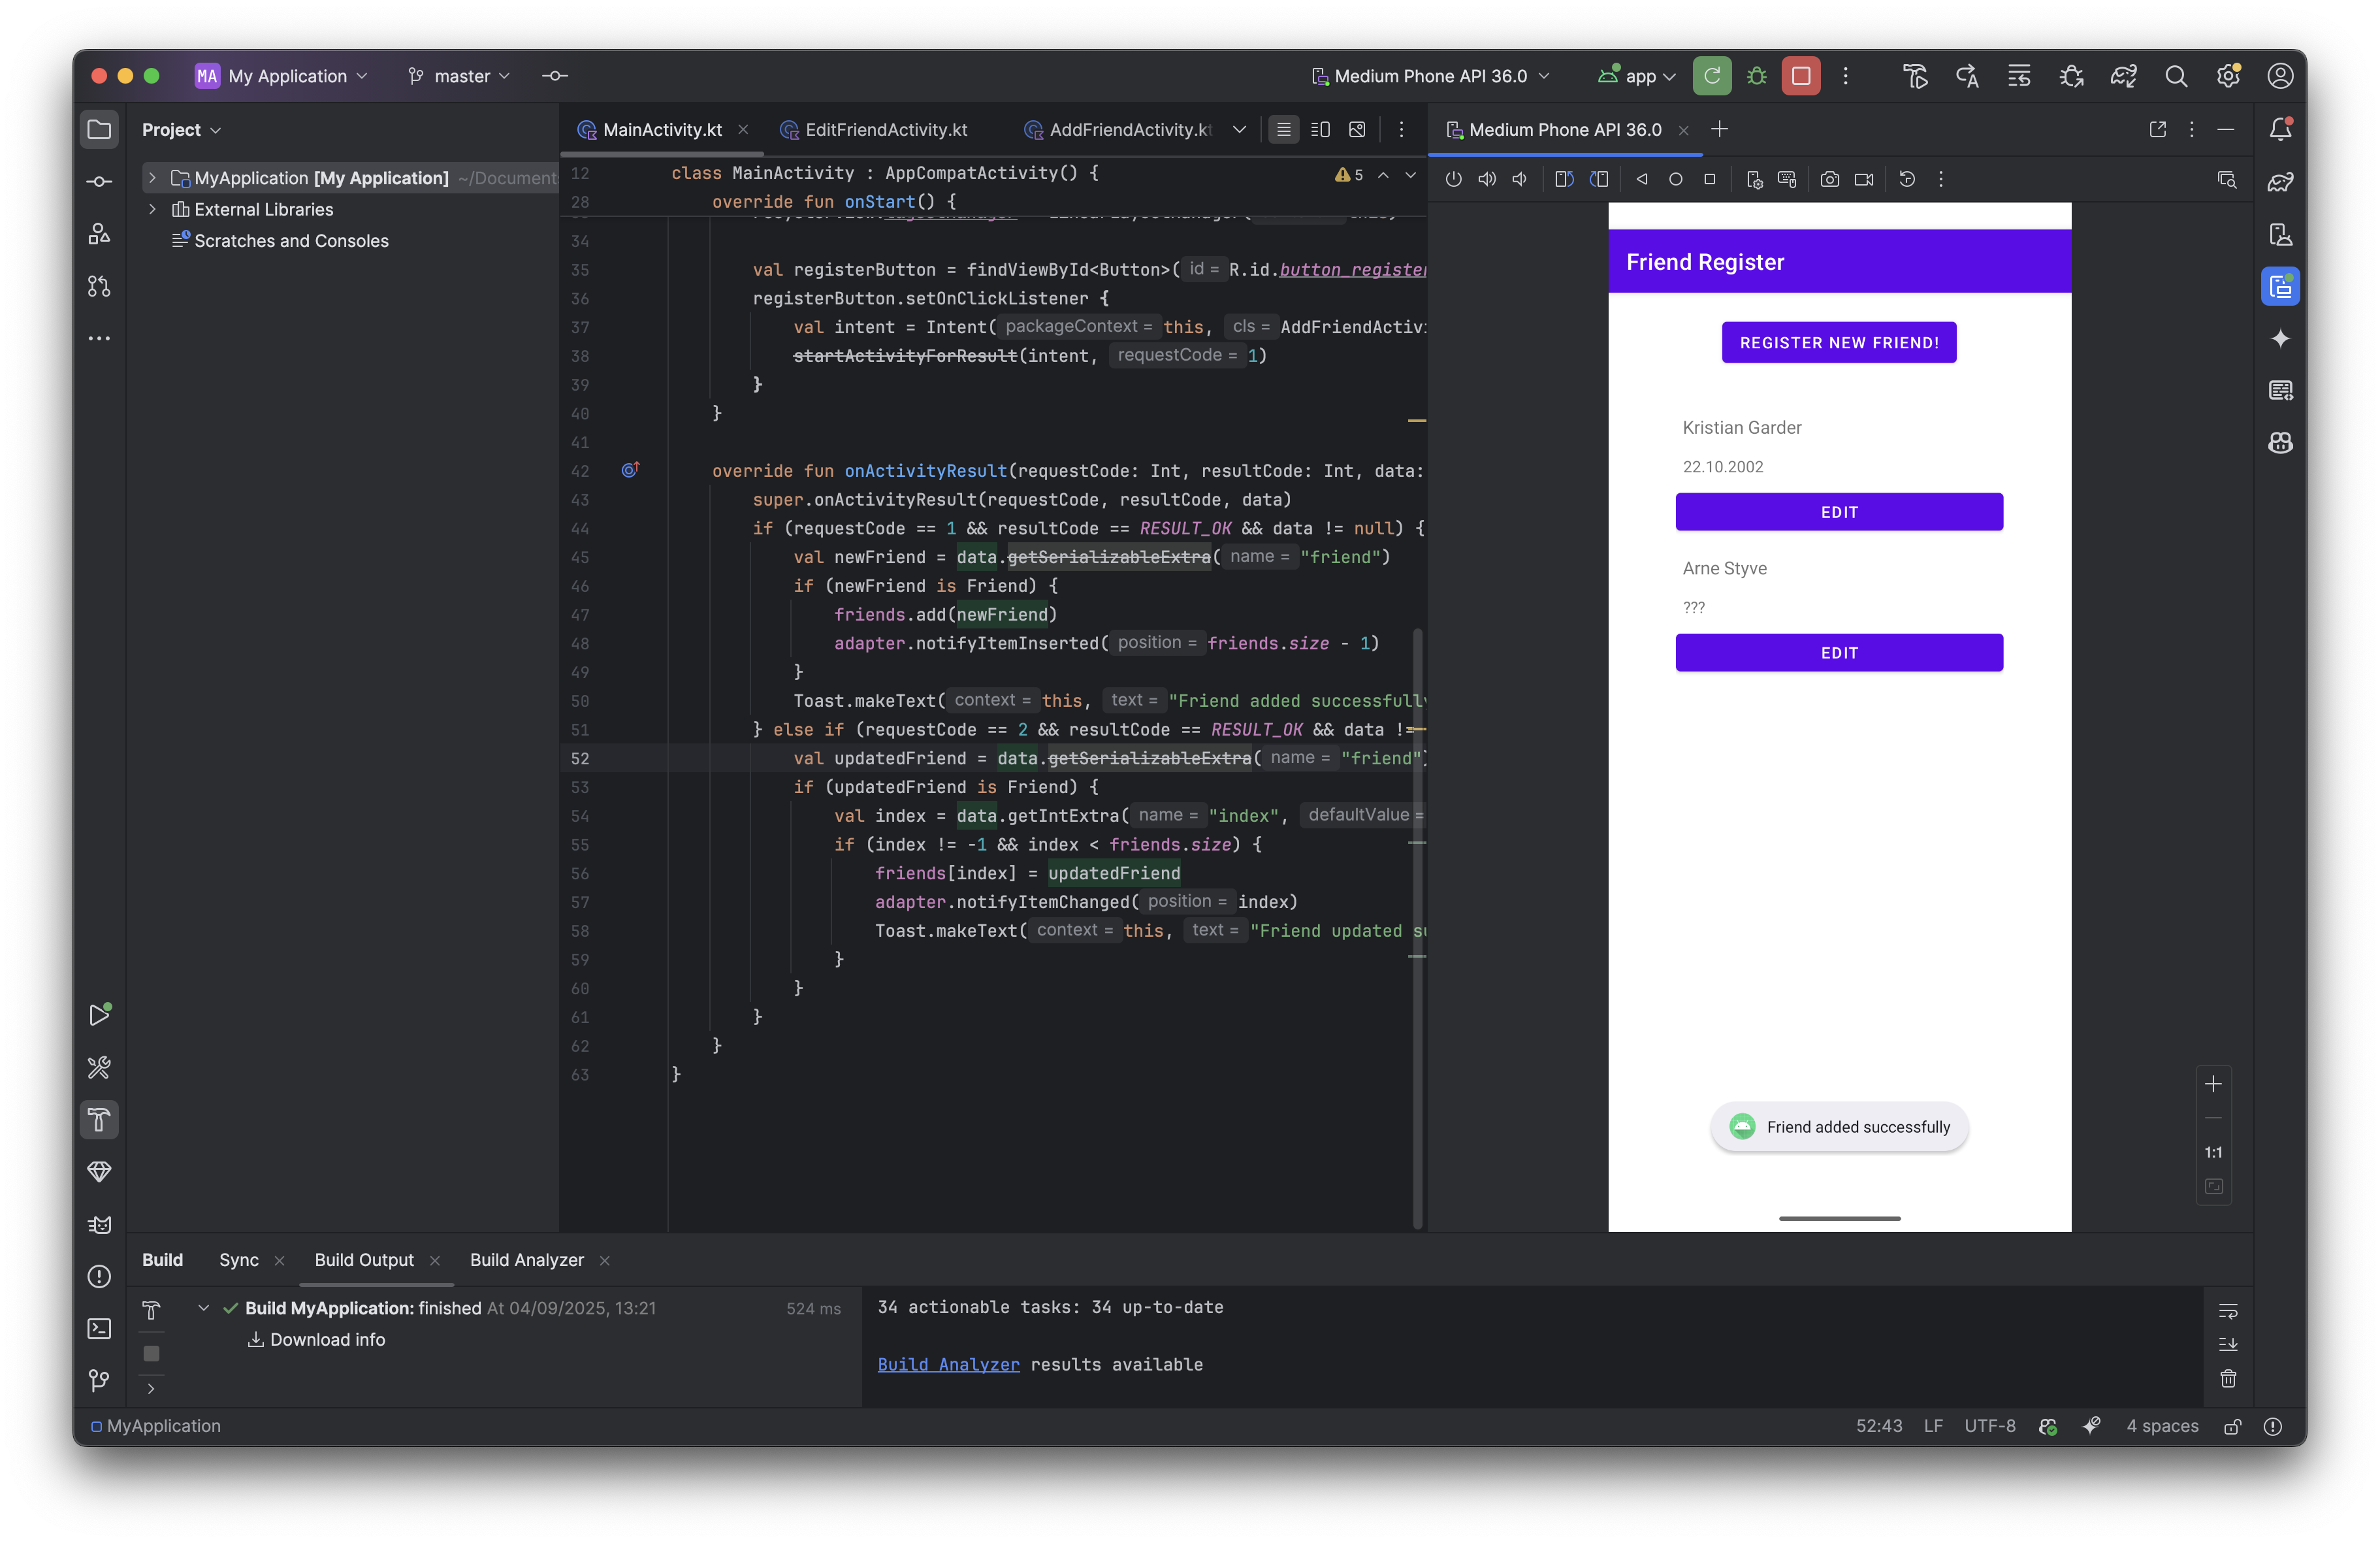 MA My Application master Medium Phone API 36.0 app
Project
MyApplication [My Application] ~/Document
External Libraries
Scratches and Consoles
MainActivity.kt EditFriendActivity.kt AddFriendActivity.kt
12 class MainActivity : AppCompatActivity() { 5
28 override fun onStart() {
34
35 val registerButton = findViewById<Button>( id = R.id.button_register
36 registerButton.setOnClickListener {
37 val intent = Intent( packageContext = this, cls = AddFriendActivi
38 startActivityForResult(intent, requestCode = 1)
39 }
40 }
41
42 override fun onActivityResult(requestCode: Int, resultCode: Int, data:
43 super.onActivityResult(requestCode, resultCode, data)
44 if (requestCode == 1 && resultCode == RESULT_OK && data != null) {
45 val newFriend = data.getSerializableExtra( name = "friend")
46 if (newFriend is Friend) {
47 friends.add(newFriend)
48 adapter.notifyItemInserted( position = friends.size - 1)
49 }
50 Toast.makeText( context = this, text = "Friend added successfully
51 } else if (requestCode == 2 && resultCode == RESULT_OK && data !=
52 val updatedFriend = data.getSerializableExtra( name = "friend")
53 if (updatedFriend is Friend) {
54 val index = data.getIntExtra( name = "index", defaultValue =
55 if (index != -1 && index < friends.size) {
56 friends[index] = updatedFriend
57 adapter.notifyItemChanged( position = index)
58 Toast.makeText( context = this, text = "Friend updated su
59 }
60 }
61 }
62 }
63 }
Medium Phone API 36.0
Friend Register
REGISTER NEW FRIEND!
Kristian Garder
22.10.2002
EDIT
Arne Styve
???
EDIT
Friend added successfully
1:1
Build Sync Build Output Build Analyzer
Build MyApplication: finished At 04/09/2025, 13:21 524 ms
Download info
34 actionable tasks: 34 up-to-date
Build Analyzer results available
MyApplication 52:43 LF UTF-8 4 spaces